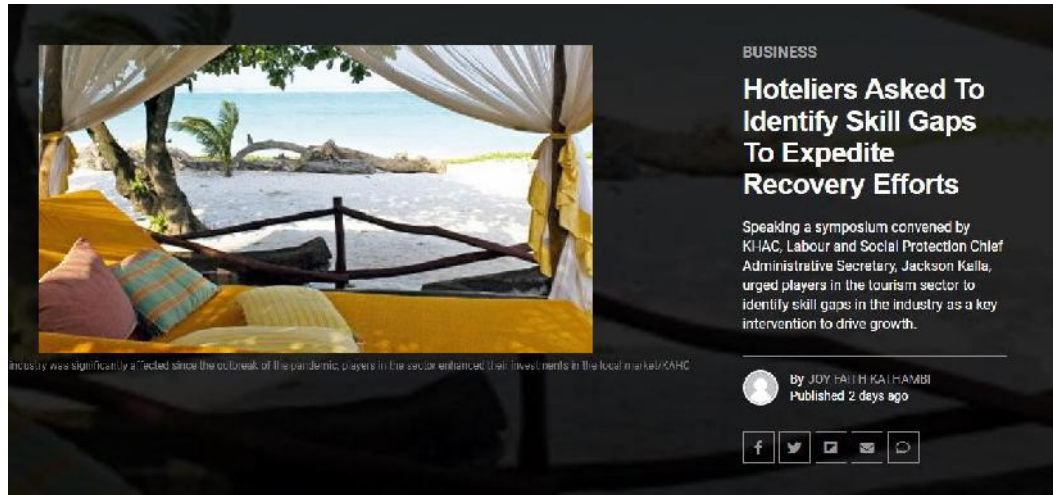 BUSINESS
Hoteliers Asked To
Identify Skill Gaps
To Expedite
Recovery Efforts
Speaking a symposium convened by
KHAC, Labour and Social Protection Chief
Administrative Secretary, Jackson Kalla,
urged players in the tourism sector to
identify skill gaps in the industry as a key
intervention to drive growth.
industry was significantly affected since the outbreak of the pandemic, players in the sector enhanced their investments in the local market/KAHC
By JOY FAITH KATHAMBI
Published 2 days ago